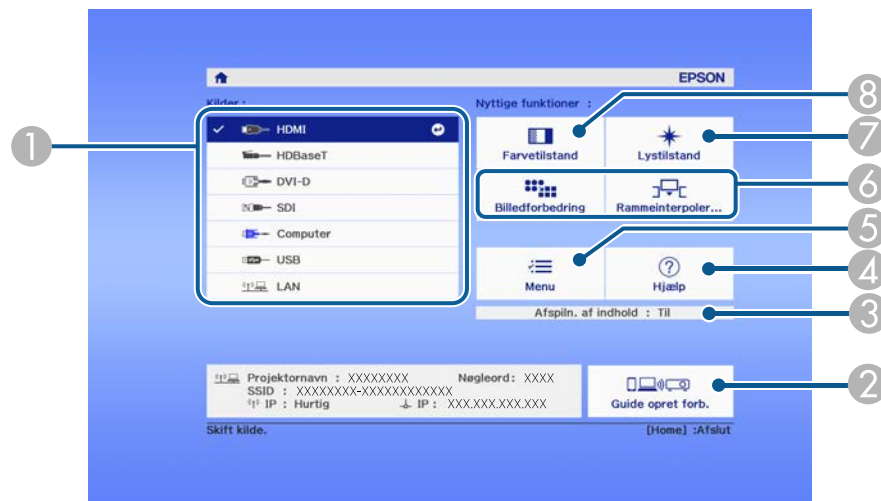 EPSON
Kilder :
Nyttige funktioner :
HDMI
HDBaseT
DVI-D
SDI
Computer
USB
LAN
Farvetilstand
Lystilstand
Billedforbedring
Rammeinterpoler...
Menu
Hjælp
Afspiln. af indhold : Til
Projektornavn : XXXXXXXX
Nøgleord: XXXX
SSID : XXXXXXXX-XXXXXXXXXXXX
IP : Hurtig
IP : XXX.XXX.XXX.XXX
Guide opret forb.
Skift kilde.
[Home] :Afslut
1
8
7
6
5
4
3
2